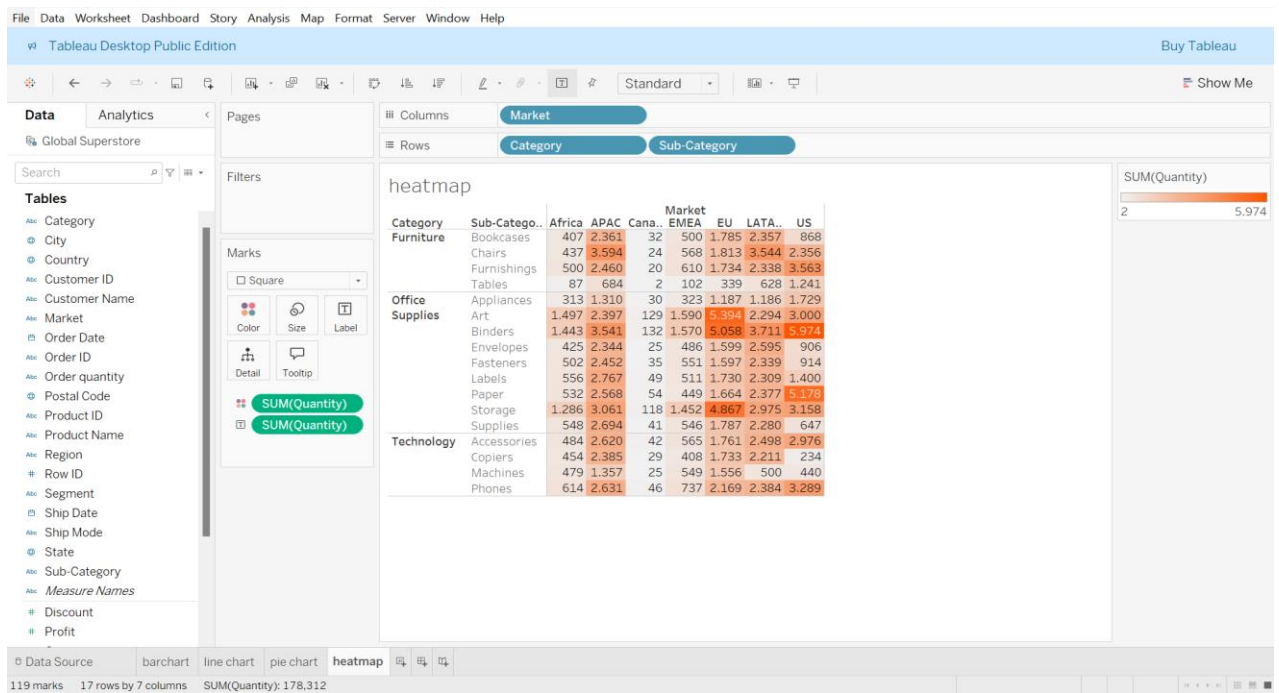 File Data Worksheet Dashboard Story Analysis Map Format Server Window Help
Tableau Desktop Public Edition Buy Tableau
Standard Show Me
Data Analytics
Global Superstore
Search
Tables
Abc Category
City
Country
Abc Customer ID
Abc Customer Name
Abc Market
Order Date
Abc Order ID
Abc Order quantity
Postal Code
Abc Product ID
Abc Product Name
Abc Region
# Row ID
Abc Segment
Ship Date
Abc Ship Mode
State
Abc Sub-Category
Abc Measure Names
# Discount
# Profit
Pages
Filters
Marks
Square
Color Size Label
Detail Tooltip
SUM(Quantity)
SUM(Quantity)
Columns Market
Rows Category Sub-Category
heatmap
Market
Category Sub-Catego.. Africa APAC Cana.. EMEA EU LATA.. US
Furniture Bookcases 407 2.361 32 500 1.785 2.357 868
Chairs 437 3.594 24 568 1.813 3.544 2.356
Furnishings 500 2.460 20 610 1.734 2.338 3.563
Tables 87 684 2 102 339 628 1.241
Office Appliances 313 1.310 30 323 1.187 1.186 1.729
Supplies Art 1.497 2.397 129 1.590 5.394 2.294 3.000
Binders 1.443 3.541 132 1.570 5.058 3.711 5.974
Envelopes 425 2.344 25 486 1.599 2.595 906
Fasteners 502 2.452 35 551 1.597 2.339 914
Labels 556 2.767 49 511 1.730 2.309 1.400
Paper 532 2.568 54 449 1.664 2.377 5.178
Storage 1.286 3.061 118 1.452 4.867 2.975 3.158
Supplies 548 2.694 41 546 1.787 2.280 647
Technology Accessories 484 2.620 42 565 1.761 2.498 2.976
Copiers 454 2.385 29 408 1.733 2.211 234
Machines 479 1.357 25 549 1.556 500 440
Phones 614 2.631 46 737 2.169 2.384 3.289
SUM(Quantity)
2 5.974
Data Source barchart line chart pie chart heatmap
119 marks 17 rows by 7 columns SUM(Quantity): 178,312